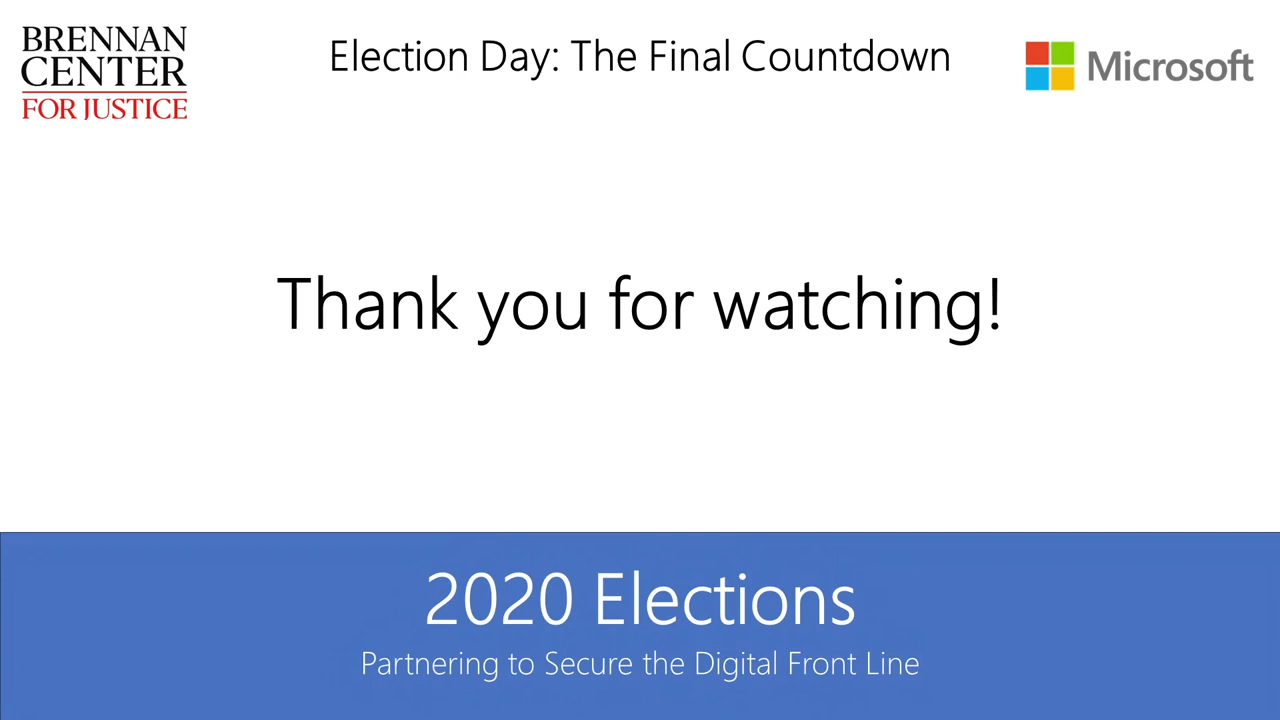 BRENNAN
CENTER
FOR JUSTICE
Election Day: The Final Countdown
Microsoft
Thank you for watching!
2020 Elections
Partnering to Secure the Digital Front Line